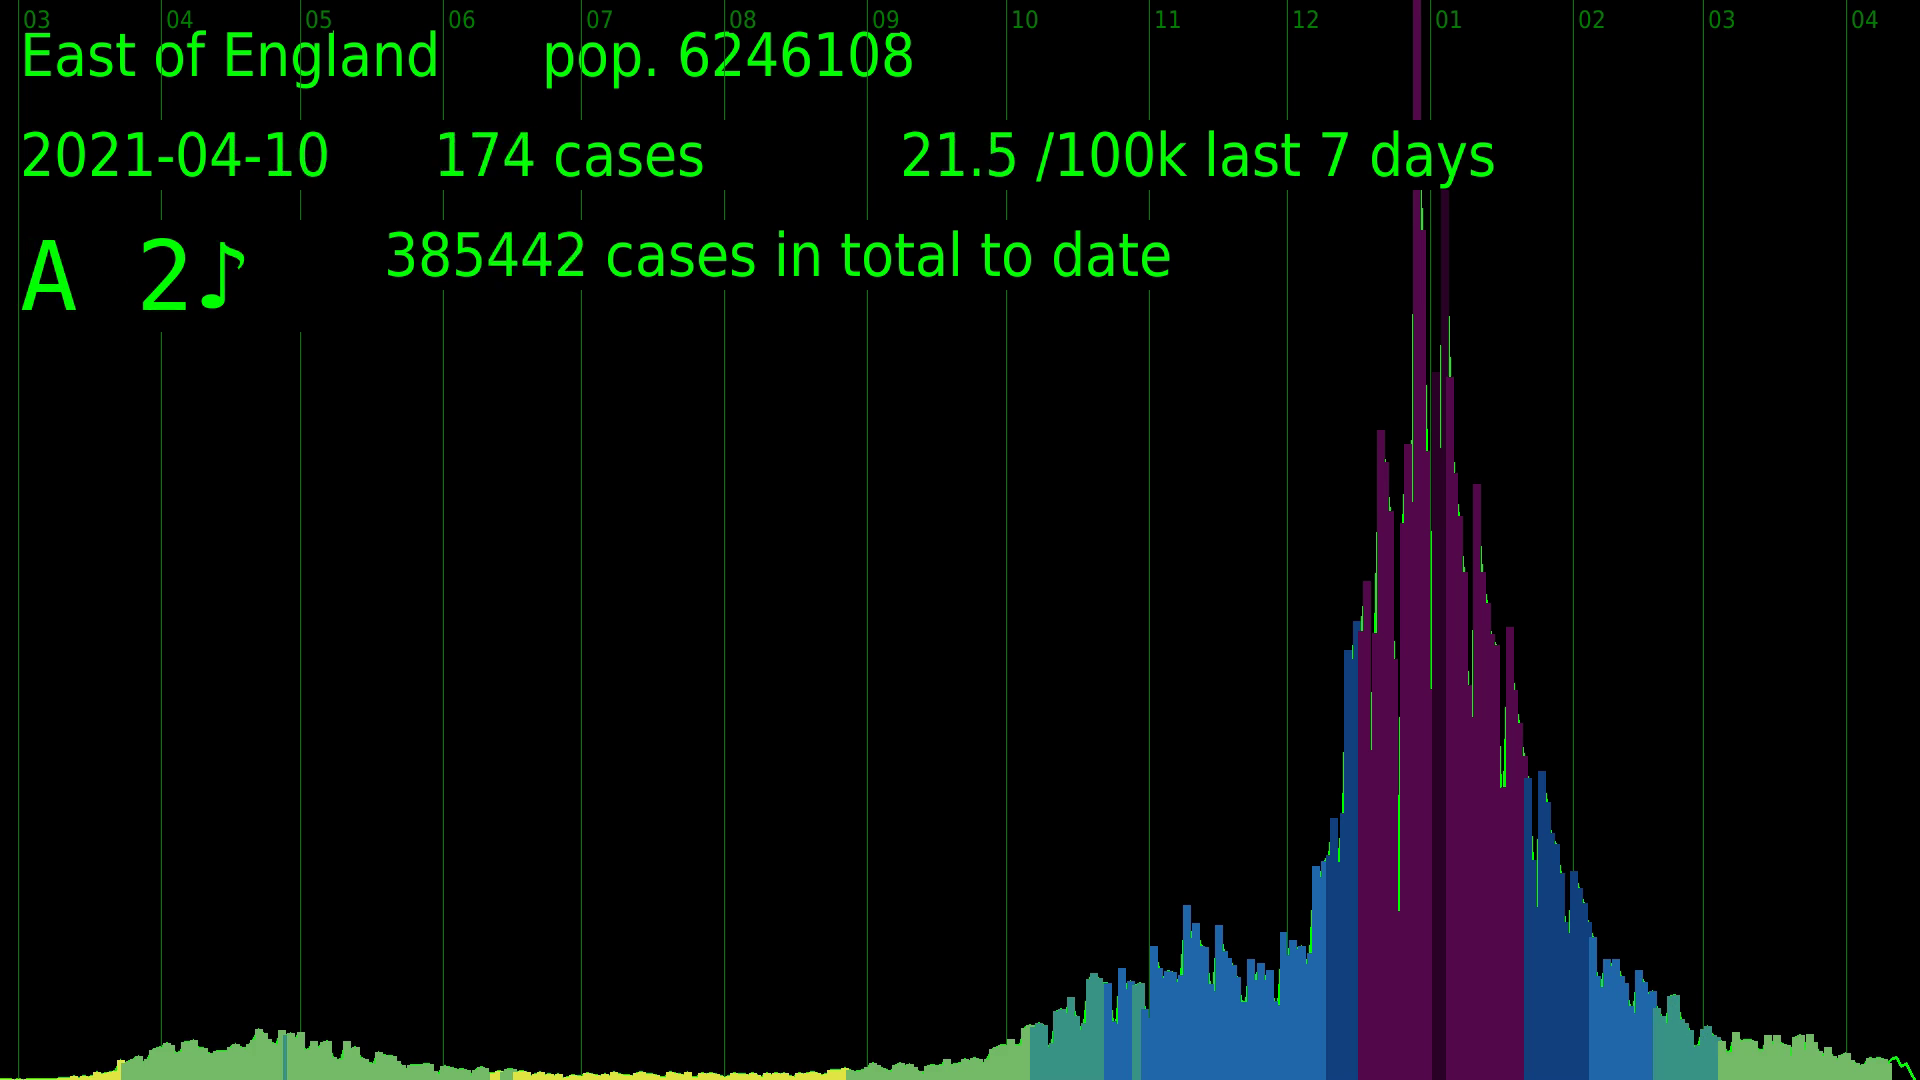 03 04 05 06 07 08 09 10 11 12 01 02 03 04
East of England pop. 6246108
2021-04-10 174 cases 21.5 /100k last 7 days
A 2♪ 385442 cases in total to date